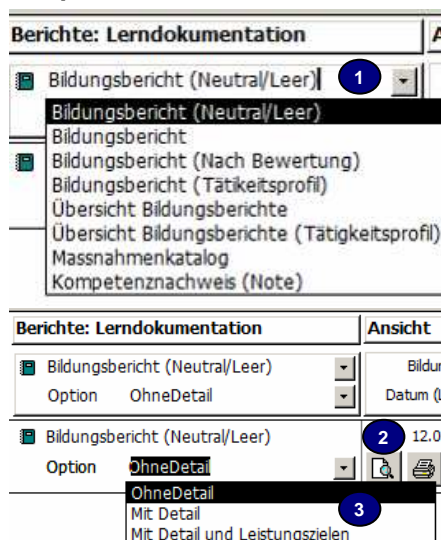 Berichte: Lerndokumentation A
Bildungsbericht (Neutral/Leer) 1
Bildungsbericht (Neutral/Leer)
Bildungsbericht
Bildungsbericht (Nach Bewertung)
Bildungsbericht (Tätikeitsprofil)
Übersicht Bildungsberichte
Übersicht Bildungsberichte (Tätigkeitsprofil)
Massnahmenkatalog
Kompetenznachweis (Note)
Berichte: Lerndokumentation Ansicht
Bildungsbericht (Neutral/Leer) Bildun
Option OhneDetail Datum (L
Bildungsbericht (Neutral/Leer) 2 12.0
Option OhneDetail
OhneDetail
Mit Detail 3
Mit Detail und Leistungszielen